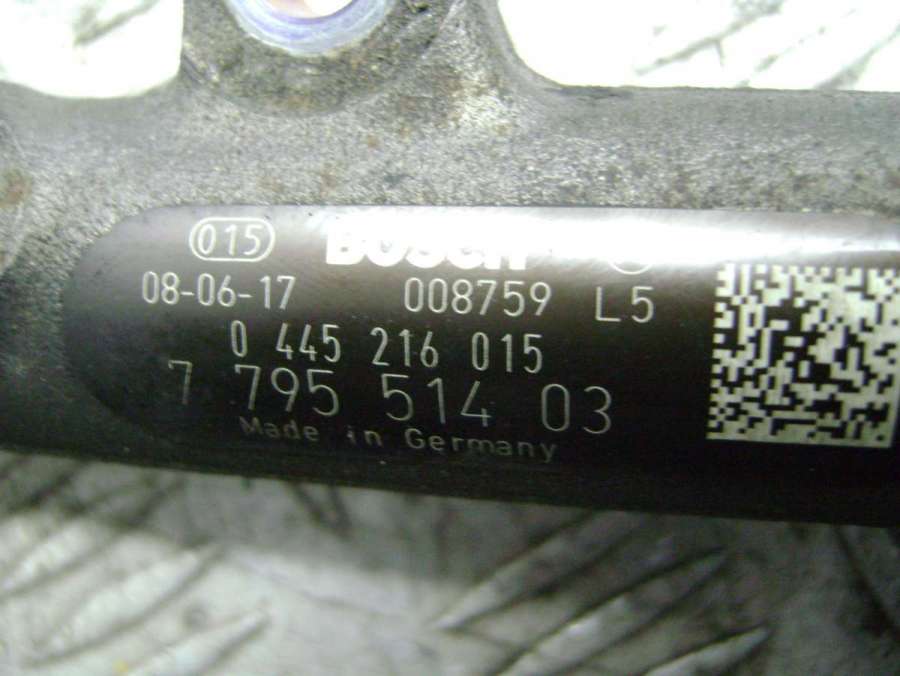 015 BOSCH
08-06-17 008759 L5
0 445 216 015
7 795 514 03
Made in Germany